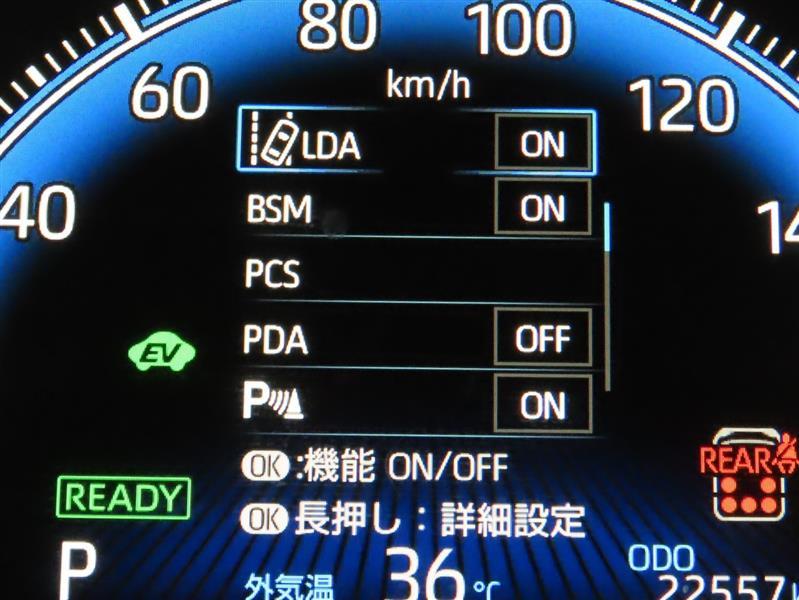 80 100
60 km/h 120
LDA ON
40 BSM ON
PCS
EV PDA OFF
P ON
OK :機能 ON/OFF
REAR
READY OK 長押し：詳細設定
P 外気温 36 ℃ ODO
22557